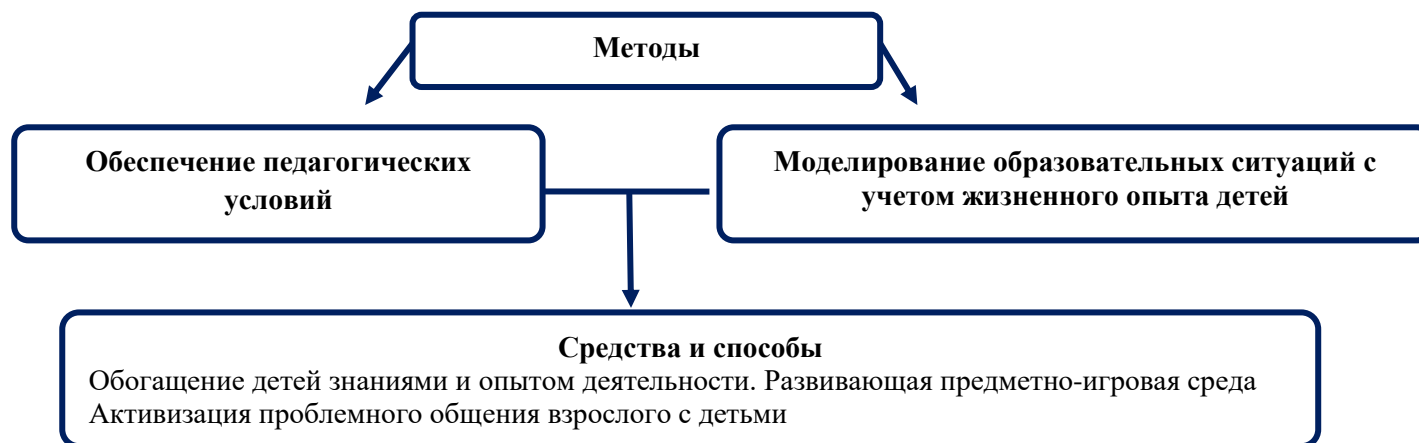 Методы
Обеспечение педагогических
условий
Моделирование образовательных ситуаций с
учетом жизненного опыта детей
Средства и способы
Обогащение детей знаниями и опытом деятельности. Развивающая предметно-игровая среда
Активизация проблемного общения взрослого с детьми